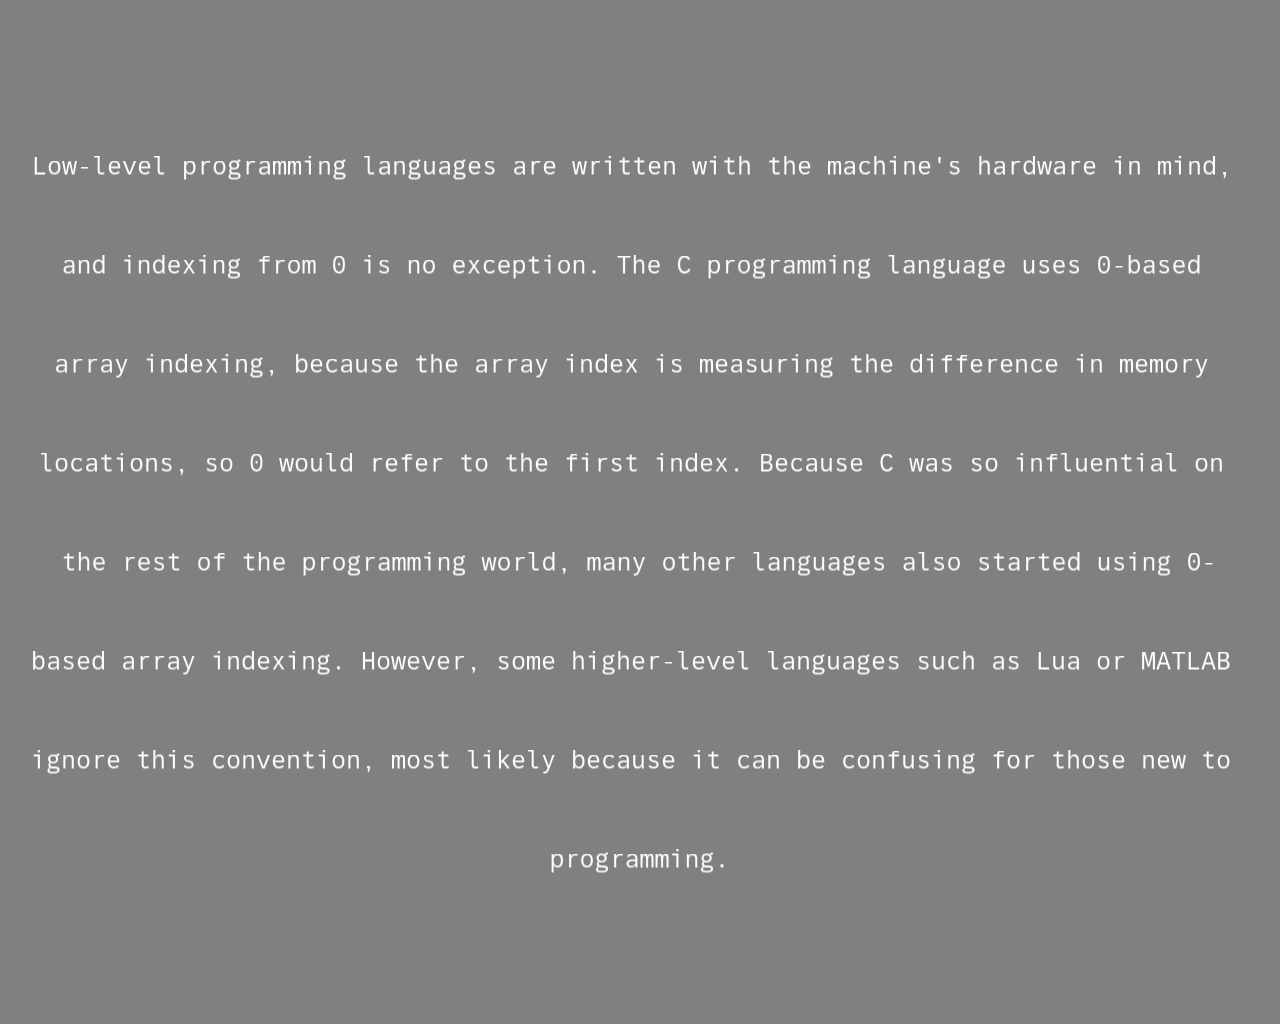 Low-level programming languages are written with the machine's hardware in mind,
and indexing from 0 is no exception. The C programming language uses 0-based
array indexing, because the array index is measuring the difference in memory
locations, so 0 would refer to the first index. Because C was so influential on
the rest of the programming world, many other languages also started using 0-
based array indexing. However, some higher-level languages such as Lua or MATLAB
ignore this convention, most likely because it can be confusing for those new to
programming.